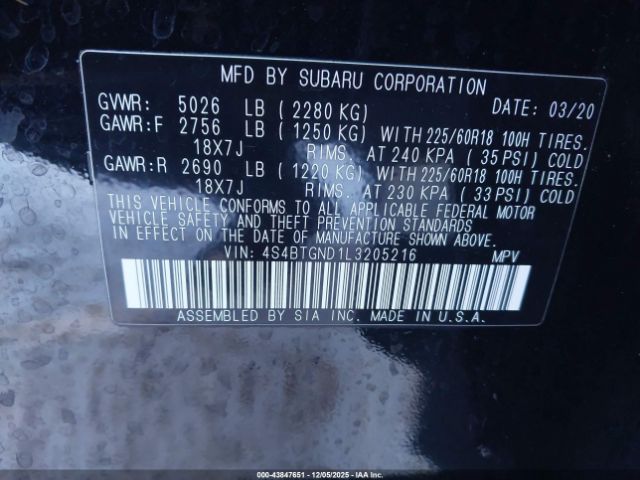 MFD BY SUBARU CORPORATION
GVWR: 5026 LB ( 2280 KG) DATE: 03/20
GAWR:F 2756 LB ( 1250 KG) WITH 225/60R18 100H TIRES.
18X7J RIMS. AT 240 KPA ( 35 PSI) COLD
GAWR:R 2690 LB ( 1220 KG) WITH 225/60R18 100H TIRES.
18X7J RIMS. AT 230 KPA ( 33 PSI) COLD
THIS VEHICLE CONFORMS TO ALL APPLICABLE FEDERAL MOTOR
VEHICLE SAFETY AND THEFT PREVENTION STANDARDS
IN EFFECT ON THE DATE OF MANUFACTURE SHOWN ABOVE.
VIN: 4S4BTGND1L3205216 MPV
ASSEMBLED BY SIA INC. MADE IN U.S.A.
STOCK #: 43847651 | 12/05/2025 - IAA